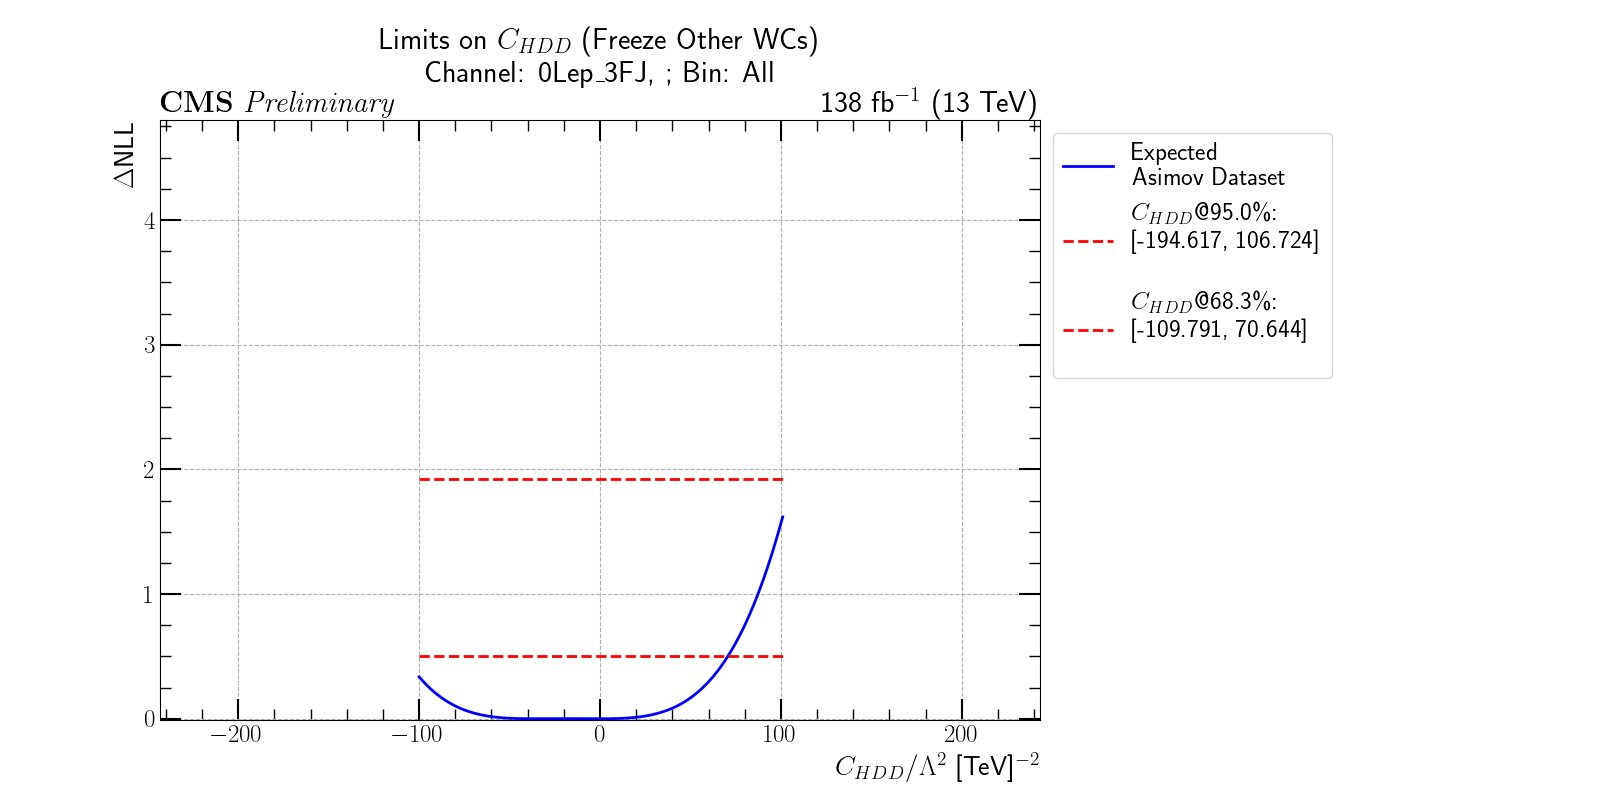 Limits on C_HDD (Freeze Other WCs)
Channel: 0Lep_3FJ, ; Bin: All
CMS Preliminary
138 fb⁻¹ (13 TeV)
ΔNLL
4
3
2
1
0
−200
−100
0
100
200
C_HDD/Λ² [TeV]⁻²
Expected
Asimov Dataset
C_HDD@95.0%:
[-194.617, 106.724]
C_HDD@68.3%:
[-109.791, 70.644]